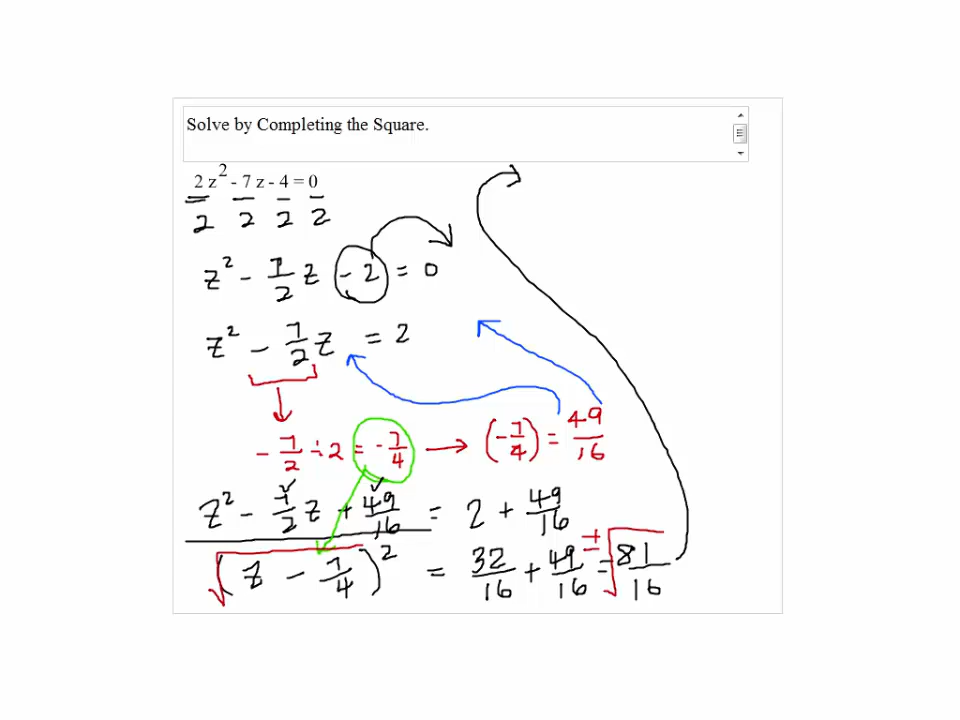 Solve by Completing the Square.
2 z² - 7 z - 4 = 0
2 2 2 2
z² - 7/2 z - 2 = 0
z² - 7/2 z = 2
- 7/2 ÷ 2 = - 7/4 → (- 7/4) = 49/16
z² - 7/2 z + 49/16 = 2 + 49/16
√(z - 7/4)² = 32/16 + 49/16 = ±√81/16